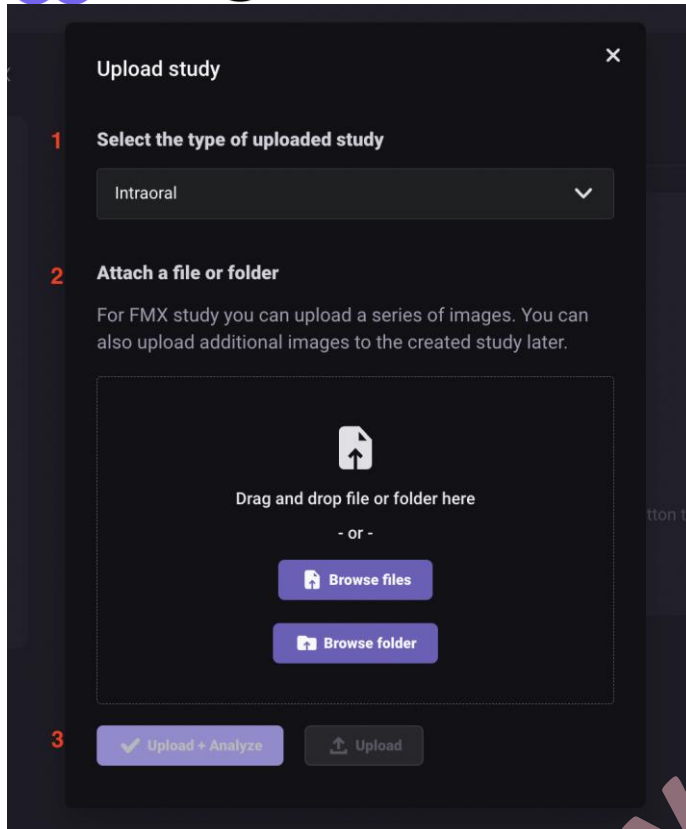 Upload study
1 Select the type of uploaded study
Intraoral
2 Attach a file or folder
For FMX study you can upload a series of images. You can
also upload additional images to the created study later.
Drag and drop file or folder here
- or -
Browse files
Browse folder
tton t
3 Upload + Analyze Upload